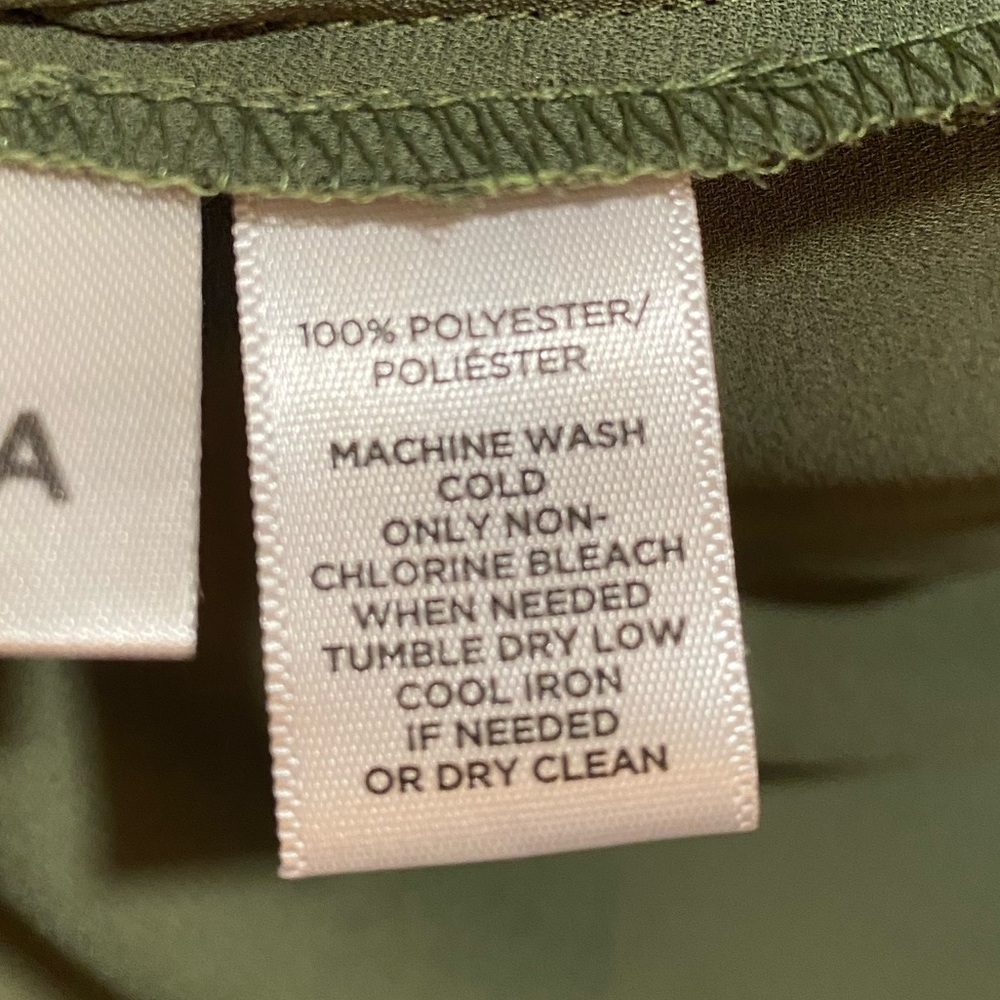 A
100% POLYESTER/
POLIÉSTER
MACHINE WASH
COLD
ONLY NON-
CHLORINE BLEACH
WHEN NEEDED
TUMBLE DRY LOW
COOL IRON
IF NEEDED
OR DRY CLEAN